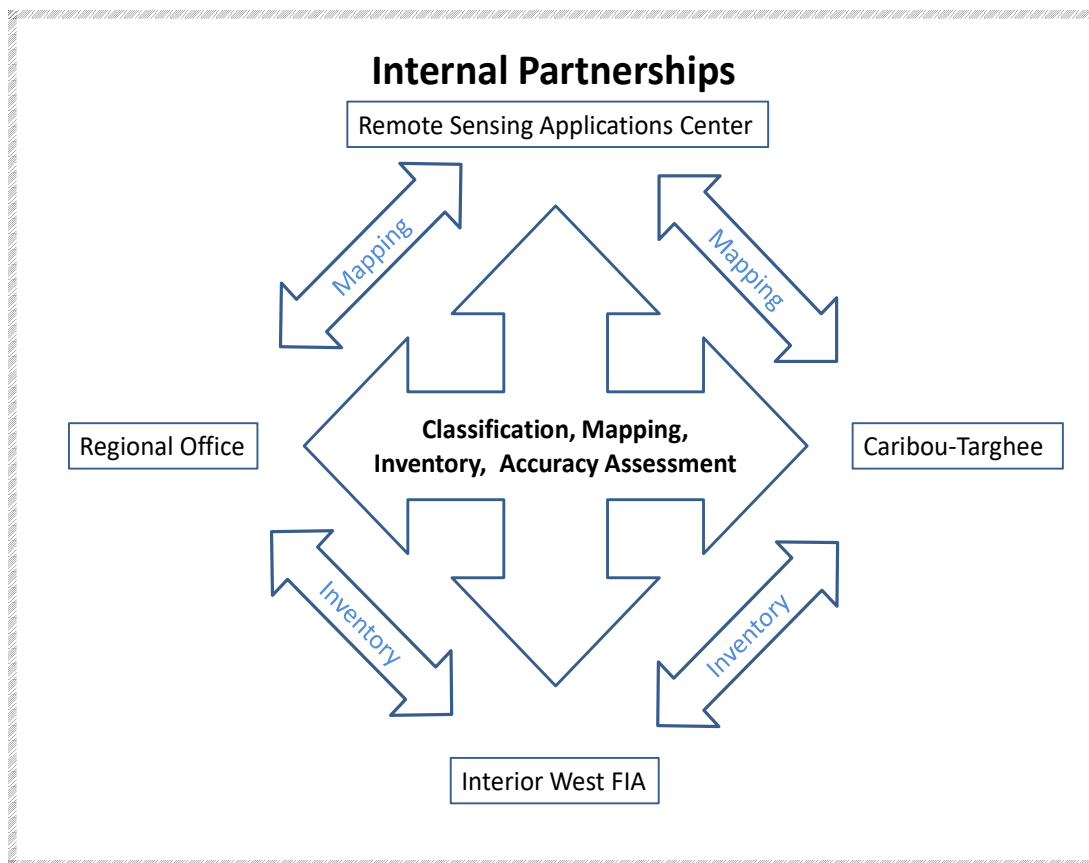 Internal Partnerships
Remote Sensing Applications Center
Mapping
Mapping
Regional Office
Classification, Mapping,
Inventory, Accuracy Assessment
Caribou-Targhee
Inventory
Inventory
Interior West FIA